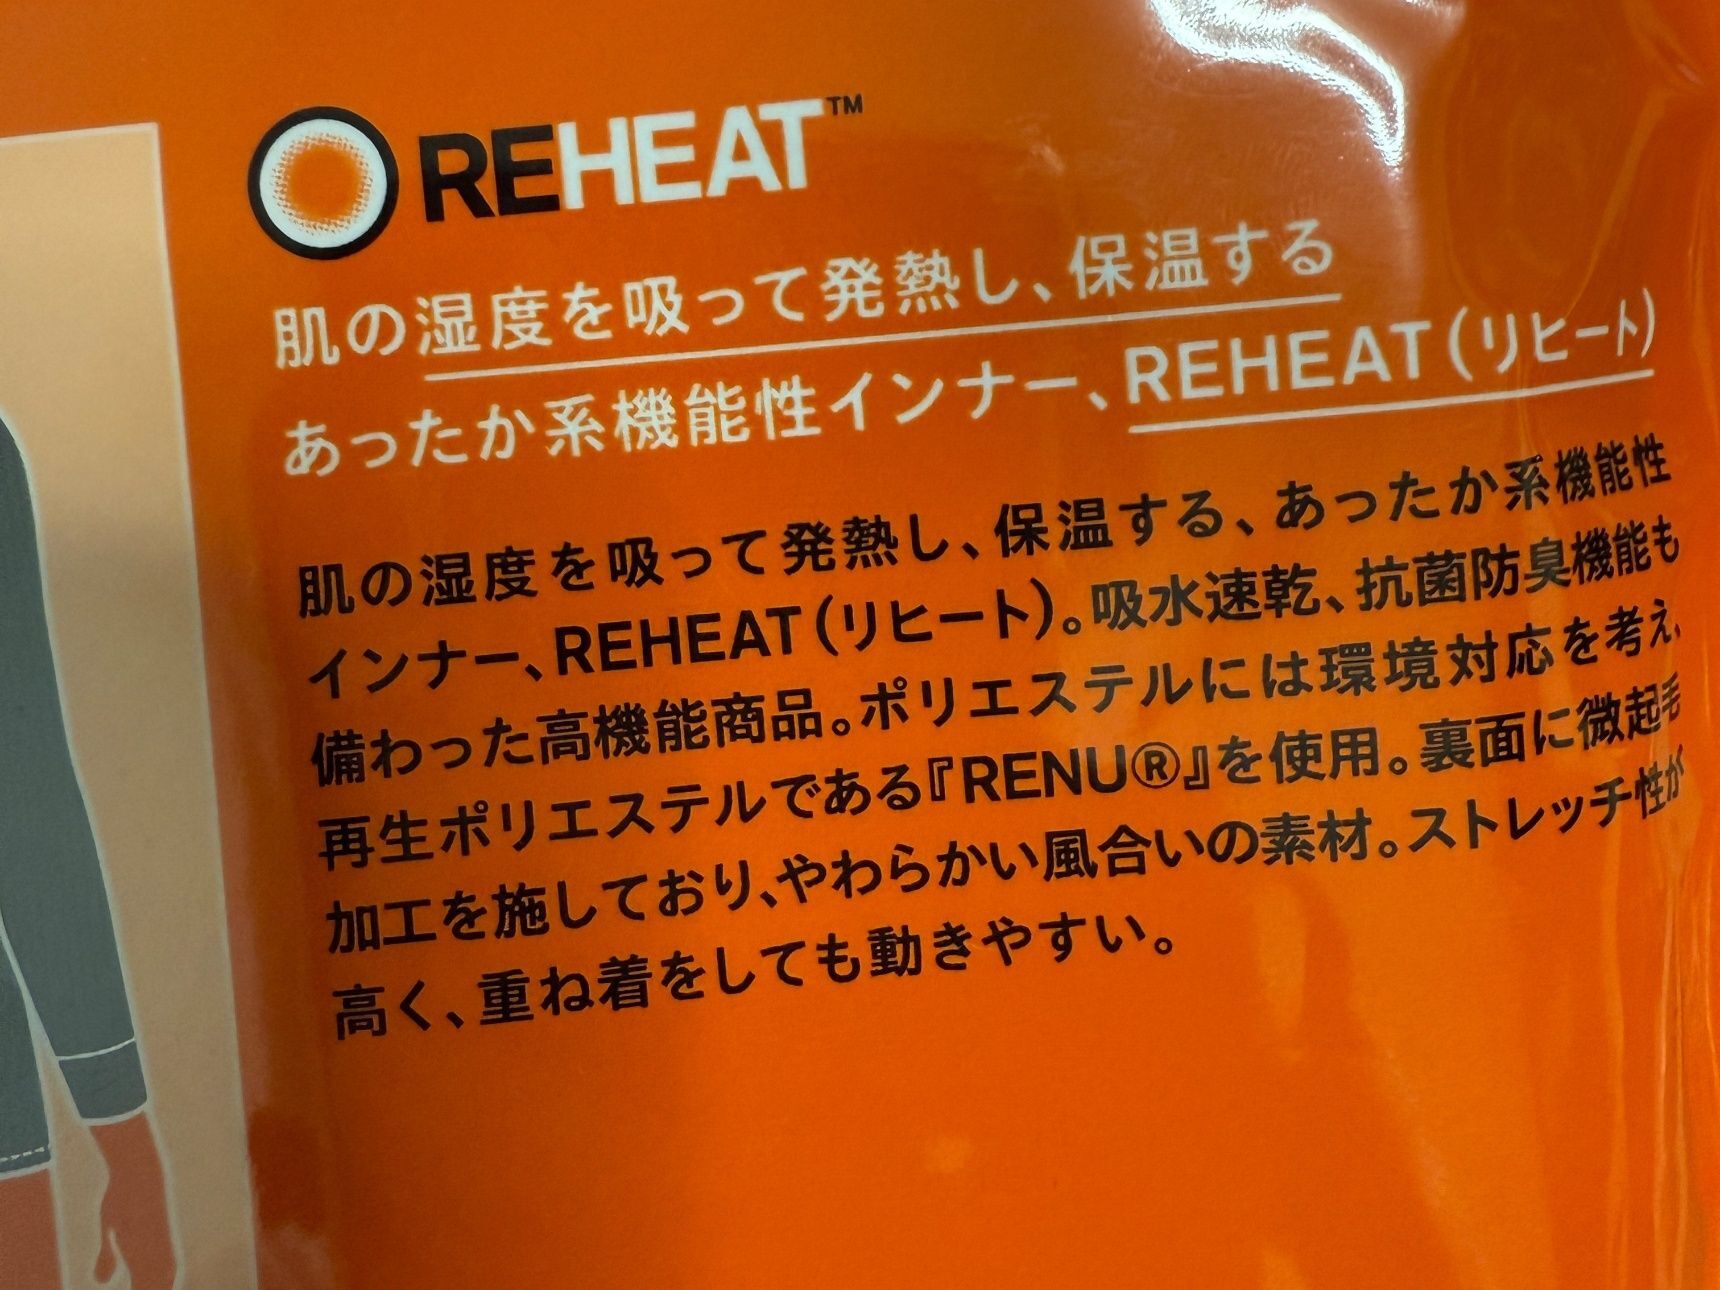 REHEAT™
肌の湿度を吸って発熱し、保温する
あったか系機能性インナー、REHEAT(リヒート)
肌の湿度を吸って発熱し、保温する、あったか系機能性
インナー、REHEAT(リヒート)。吸水速乾、抗菌防臭機能も
備わった高機能商品。ポリエステルには環境対応を考え、
再生ポリエステルである『RENU®』を使用。裏面に微起毛
加工を施しており、やわらかい風合いの素材。ストレッチ性が
高く、重ね着をしても動きやすい。